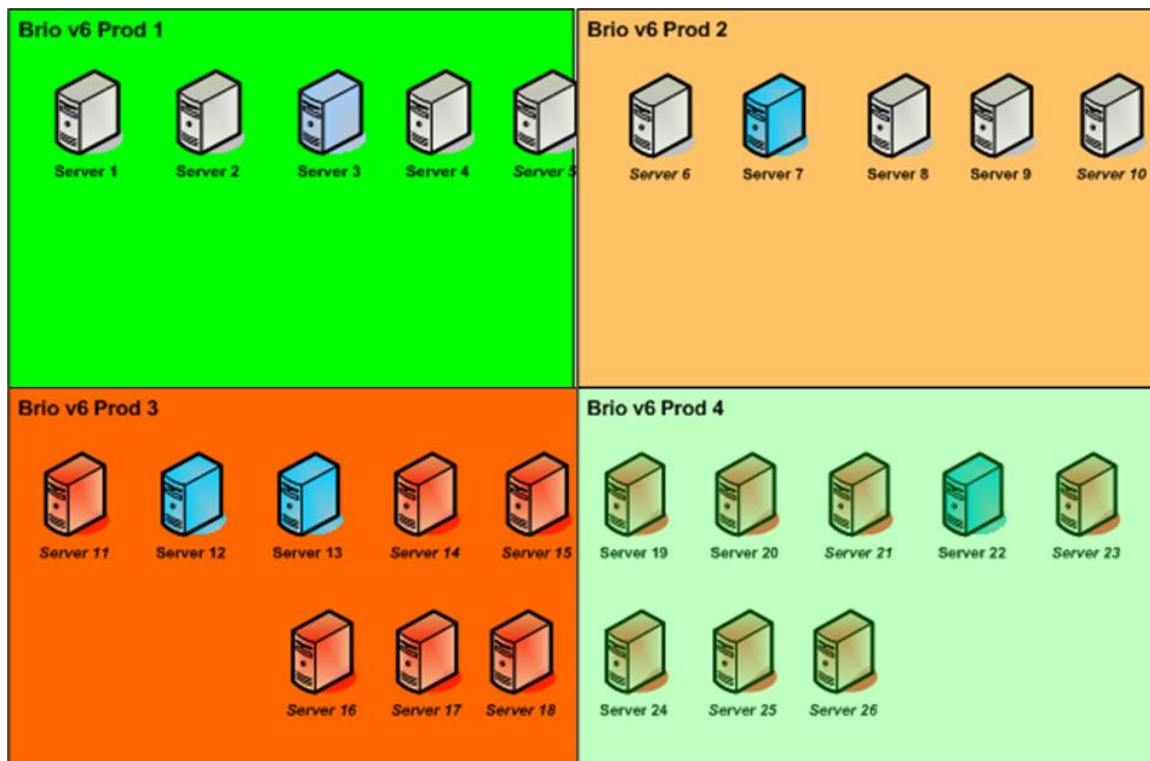 Brio v6 Prod 1
Server 1
Server 2
Server 3
Server 4
Server 5
Brio v6 Prod 2
Server 6
Server 7
Server 8
Server 9
Server 10
Brio v6 Prod 3
Server 11
Server 12
Server 13
Server 14
Server 15
Server 16
Server 17
Server 18
Brio v6 Prod 4
Server 19
Server 20
Server 21
Server 22
Server 23
Server 24
Server 25
Server 26